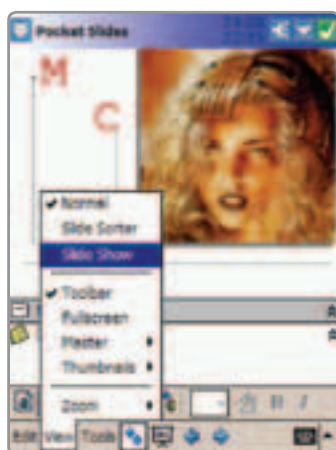 Pocket Slides
M
C
Normal
Slide Sorter
Slide Show
Toolbar
Fullscreen
Master
Thumbnails
Zoom
B I
Edit View Tools